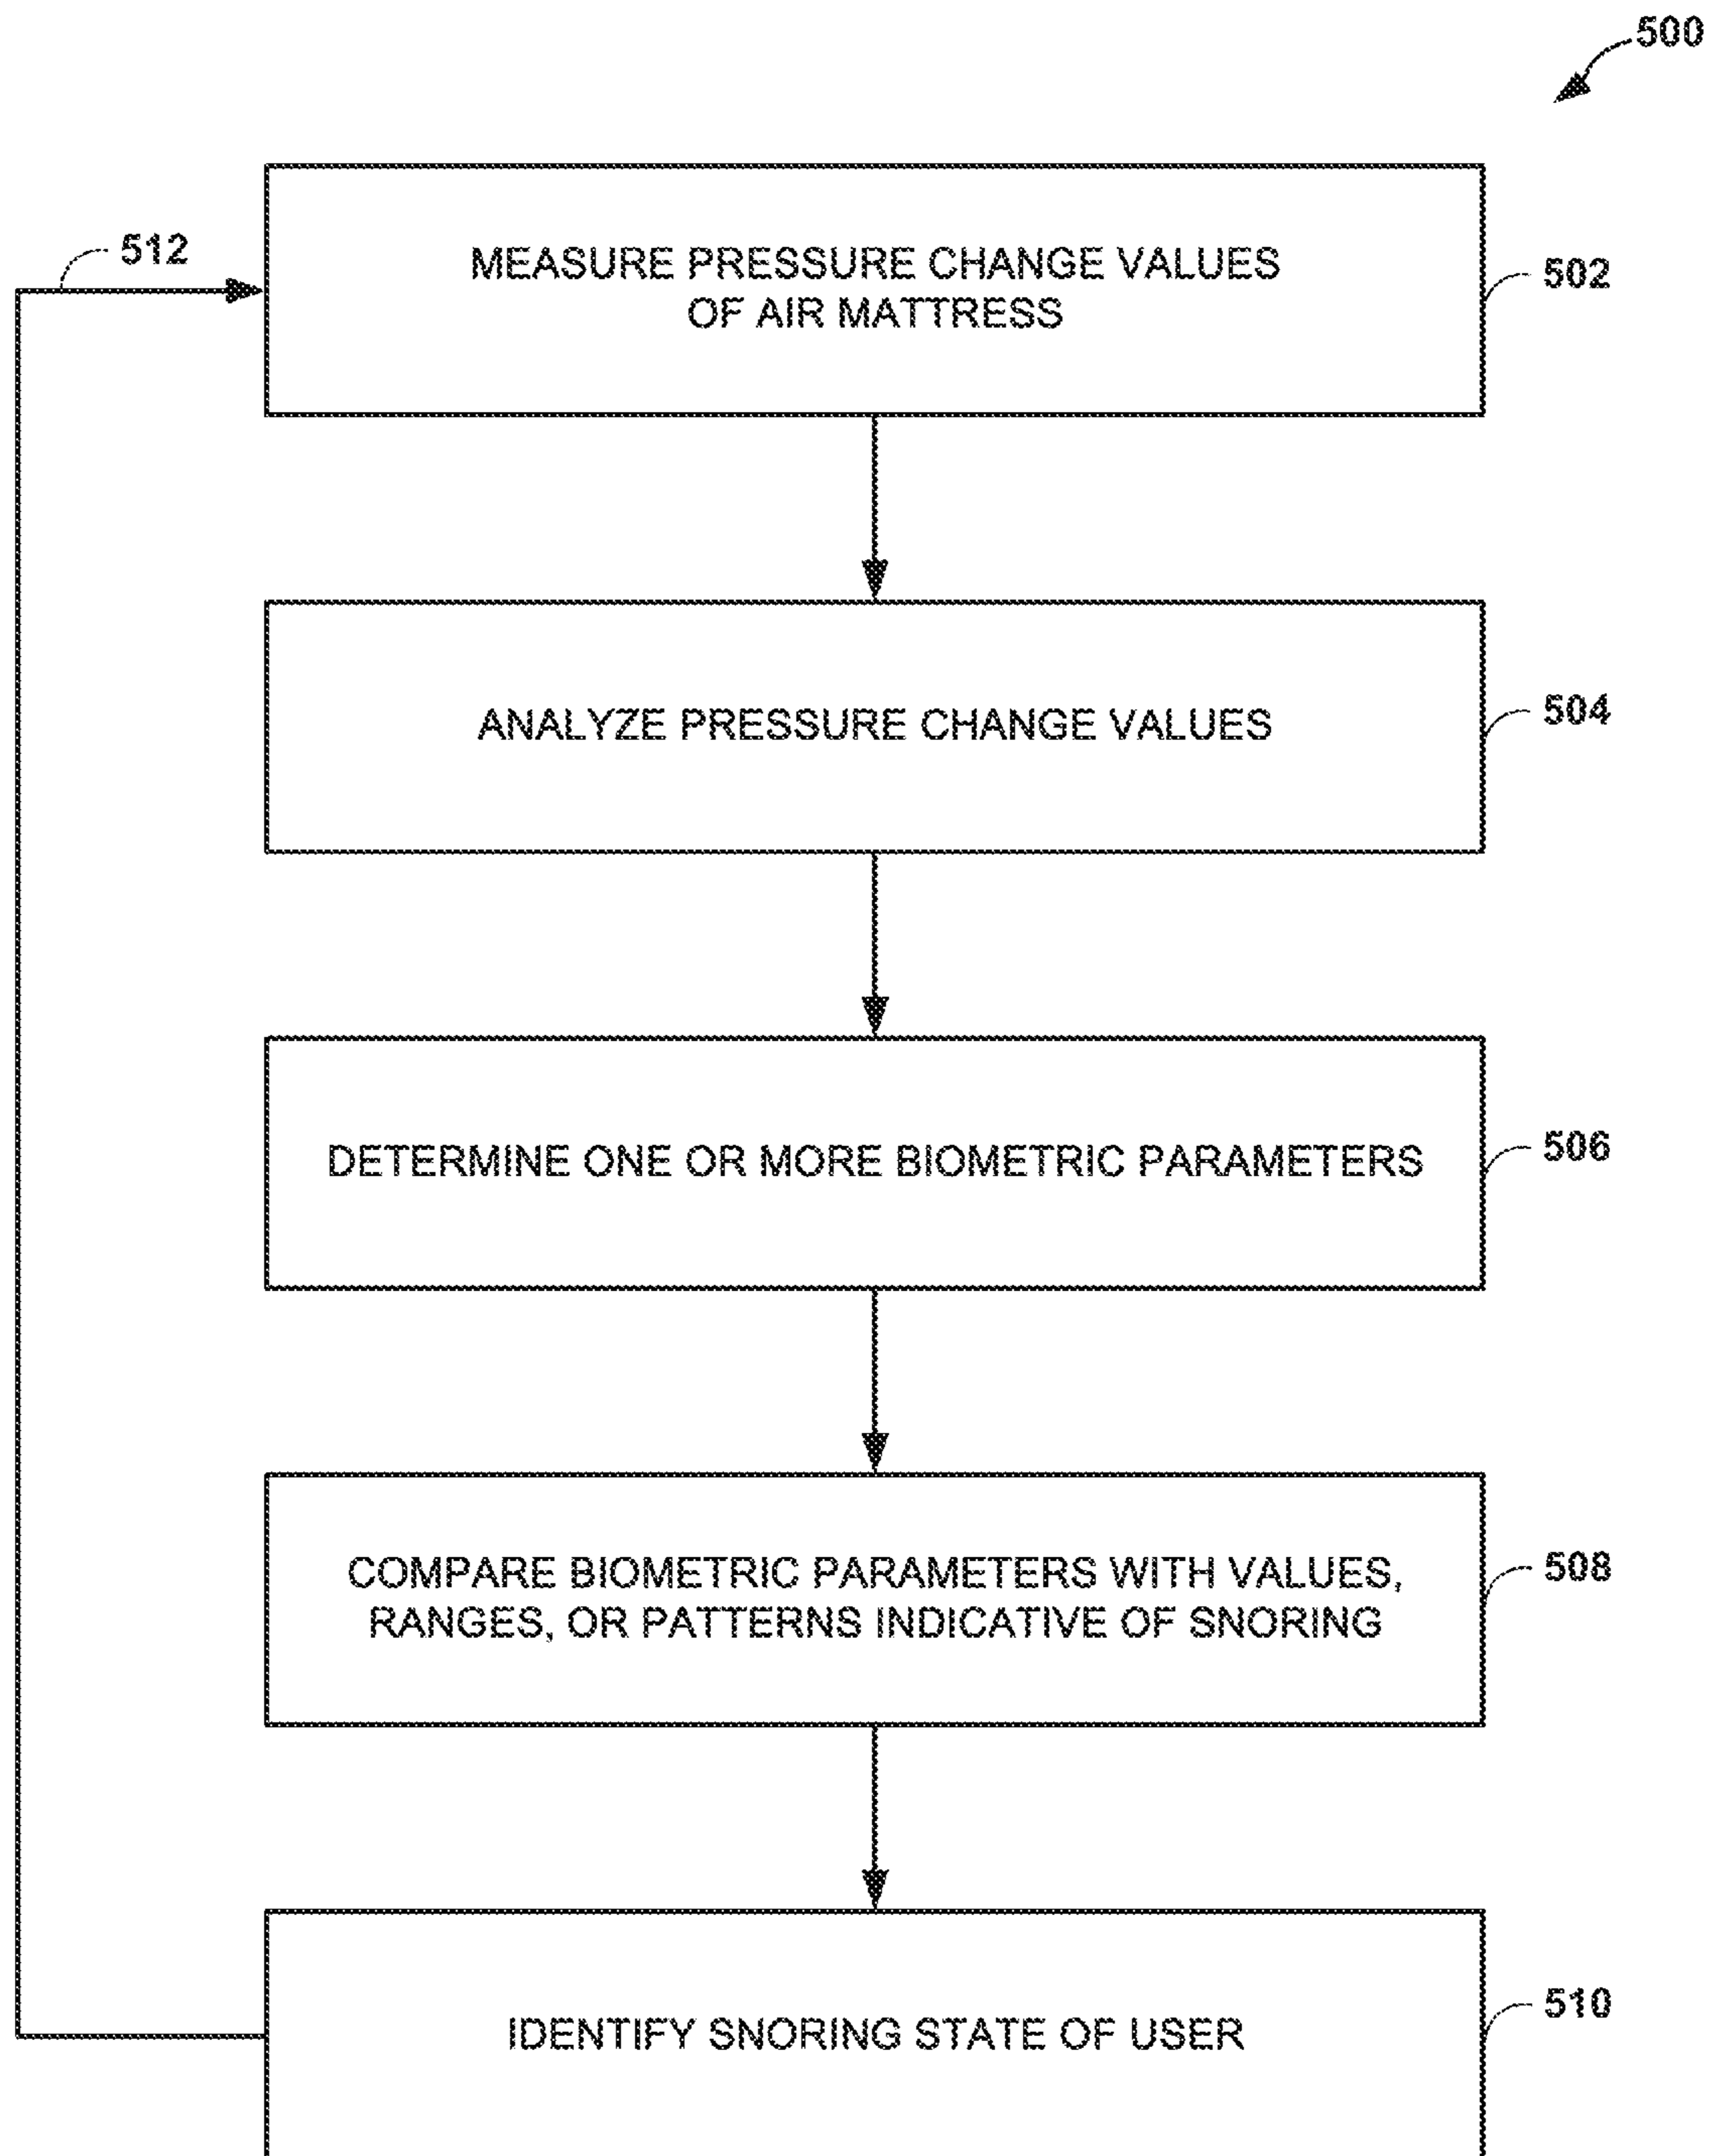 500
512
MEASURE PRESSURE CHANGE VALUES
OF AIR MATTRESS
502
ANALYZE PRESSURE CHANGE VALUES
504
DETERMINE ONE OR MORE BIOMETRIC PARAMETERS
506
COMPARE BIOMETRIC PARAMETERS WITH VALUES,
RANGES, OR PATTERNS INDICATIVE OF SNORING
508
IDENTIFY SNORING STATE OF USER
510